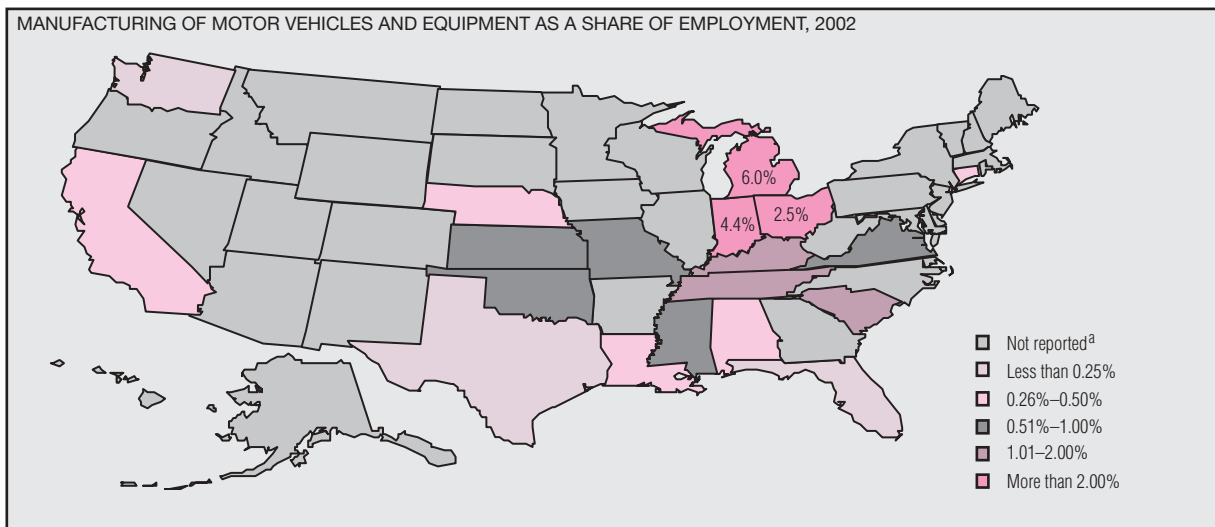 MANUFACTURING OF MOTOR VEHICLES AND EQUIPMENT AS A SHARE OF EMPLOYMENT, 2002
6.0%
4.4%
2.5%
Not reportedᵃ
Less than 0.25%
0.26%–0.50%
0.51%–1.00%
1.01–2.00%
More than 2.00%